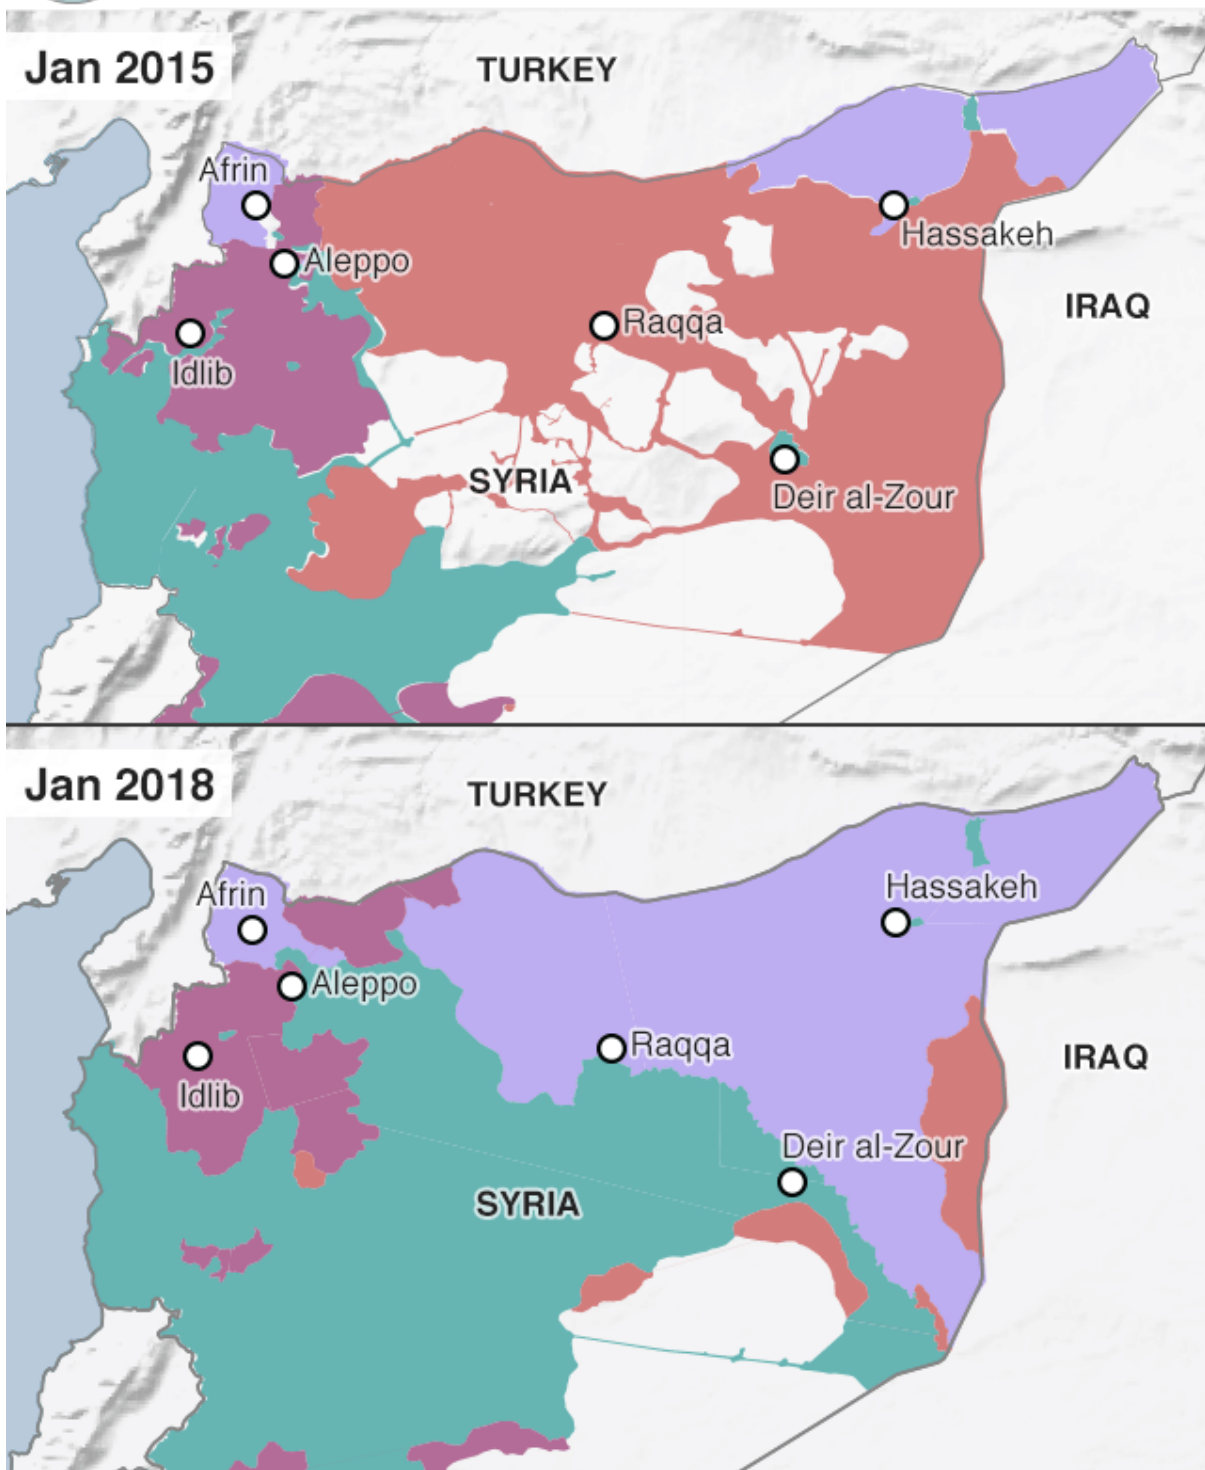 Jan 2015
TURKEY
Afrin
Aleppo
Hassakeh
IRAQ
Raqqa
Idlib
SYRIA
Deir al-Zour
Jan 2018
TURKEY
Afrin
Hassakeh
Aleppo
Raqqa
IRAQ
Idlib
Deir al-Zour
SYRIA